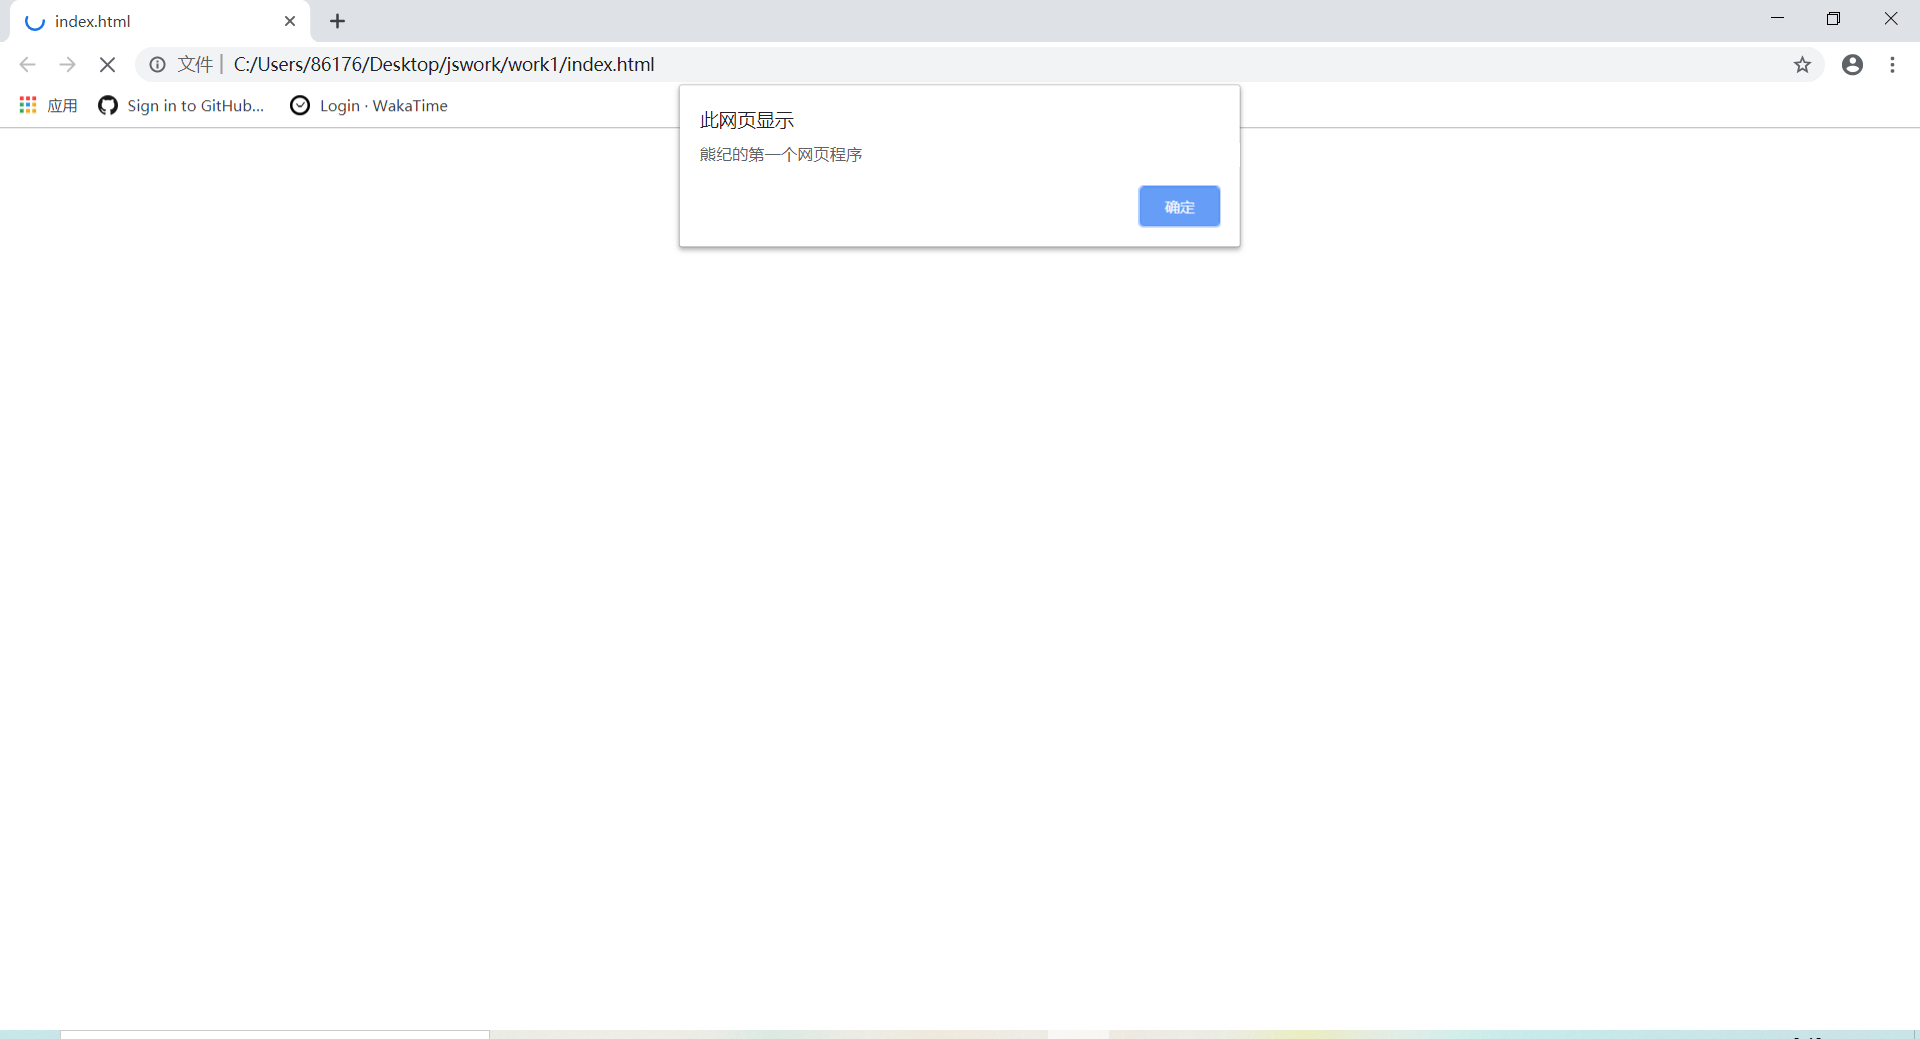 index.html
文件 | C:/Users/86176/Desktop/jswork/work1/index.html
应用 Sign in to GitHub... Login · WakaTime
此网页显示
熊纪的第一个网页程序
确定